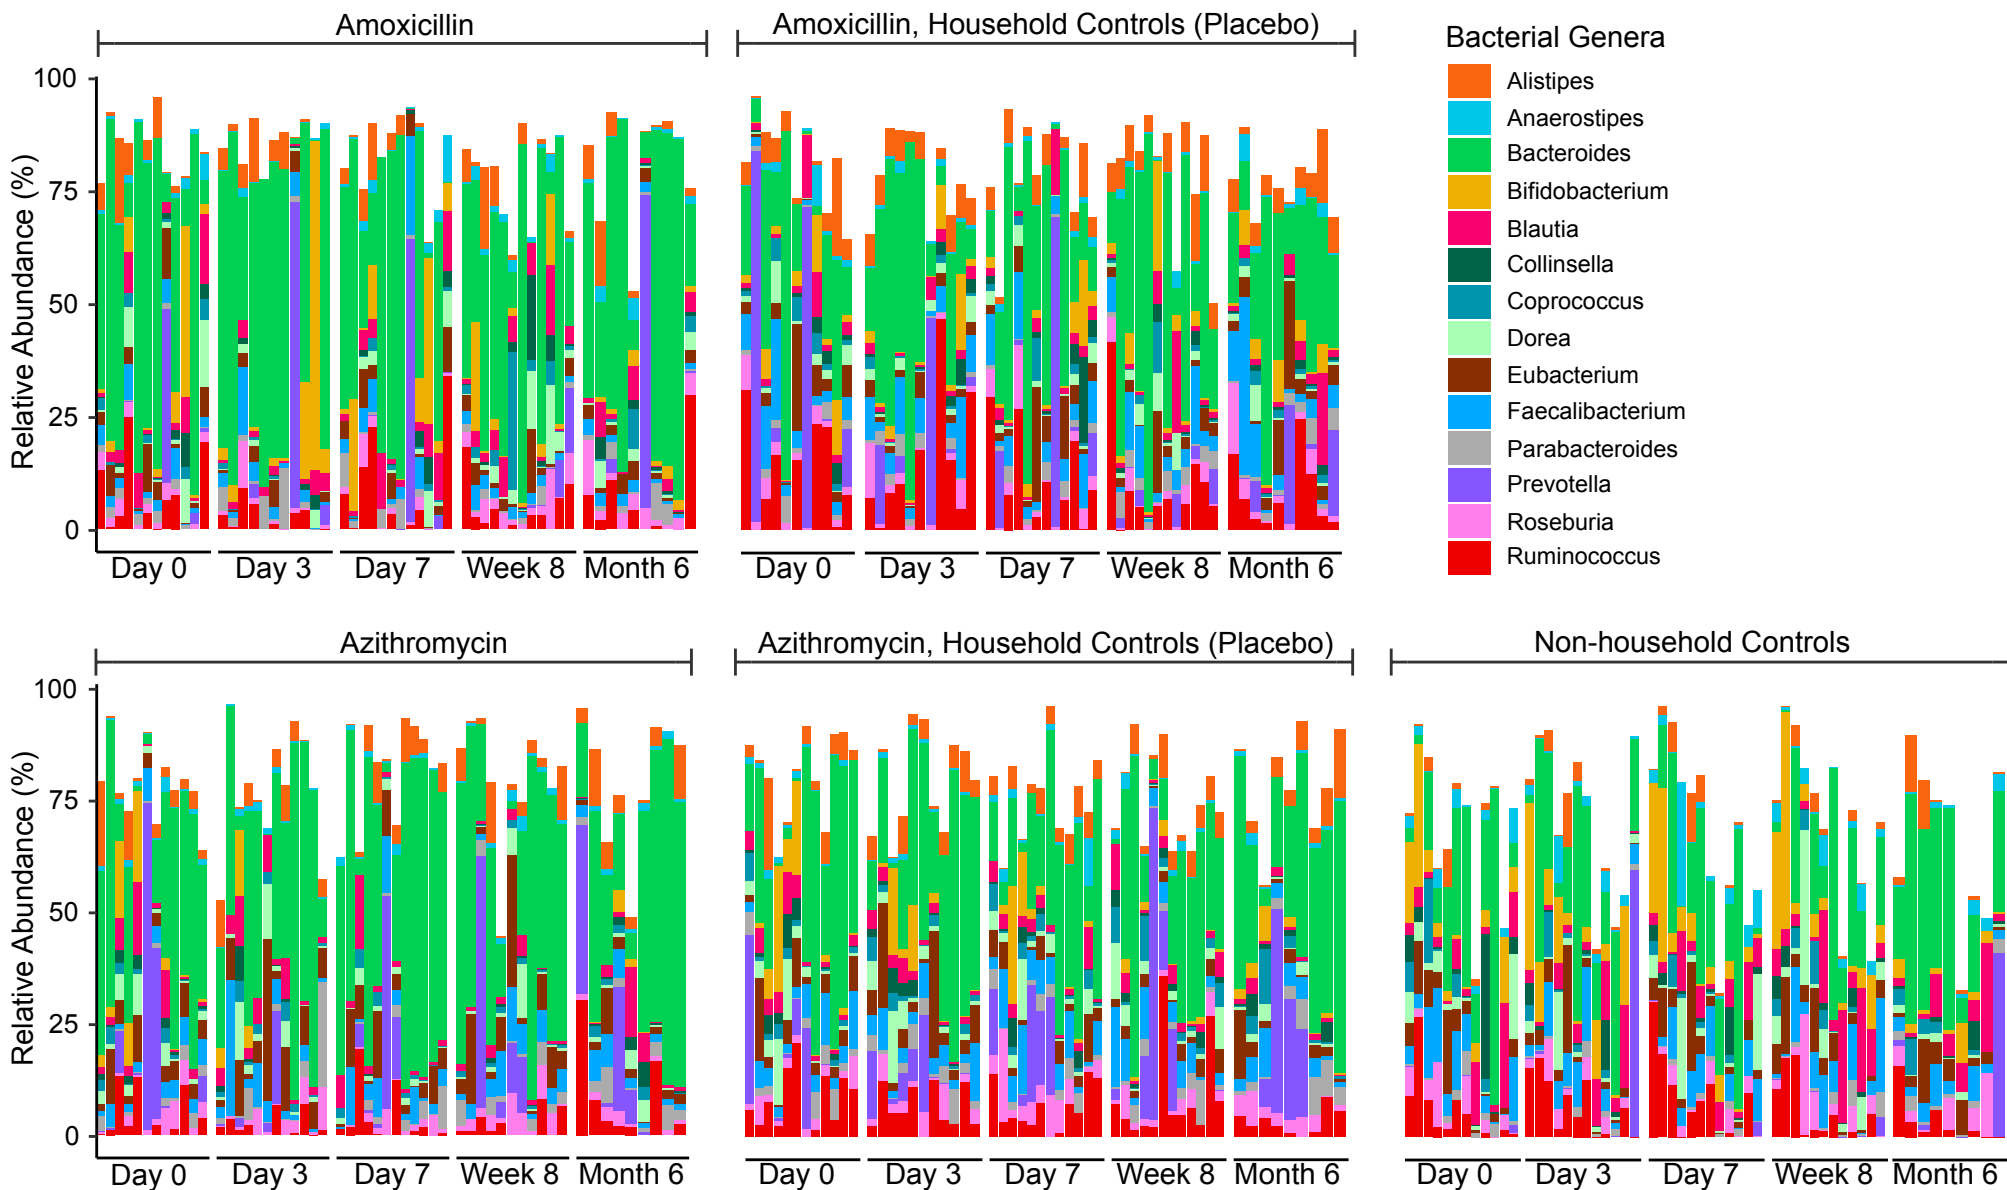 Amoxicillin
Amoxicillin, Household Controls (Placebo)
Bacterial Genera
Alistipes
Anaerostipes
Bacteroides
Bifidobacterium
Blautia
Collinsella
Coprococcus
Dorea
Eubacterium
Faecalibacterium
Parabacteroides
Prevotella
Roseburia
Ruminococcus
Relative Abundance (%)
100
75
50
25
0
Day 0 Day 3 Day 7 Week 8 Month 6
Day 0 Day 3 Day 7 Week 8 Month 6
Azithromycin
Azithromycin, Household Controls (Placebo)
Non-household Controls
Relative Abundance (%)
100
75
50
25
0
Day 0 Day 3 Day 7 Week 8 Month 6
Day 0 Day 3 Day 7 Week 8 Month 6
Day 0 Day 3 Day 7 Week 8 Month 6